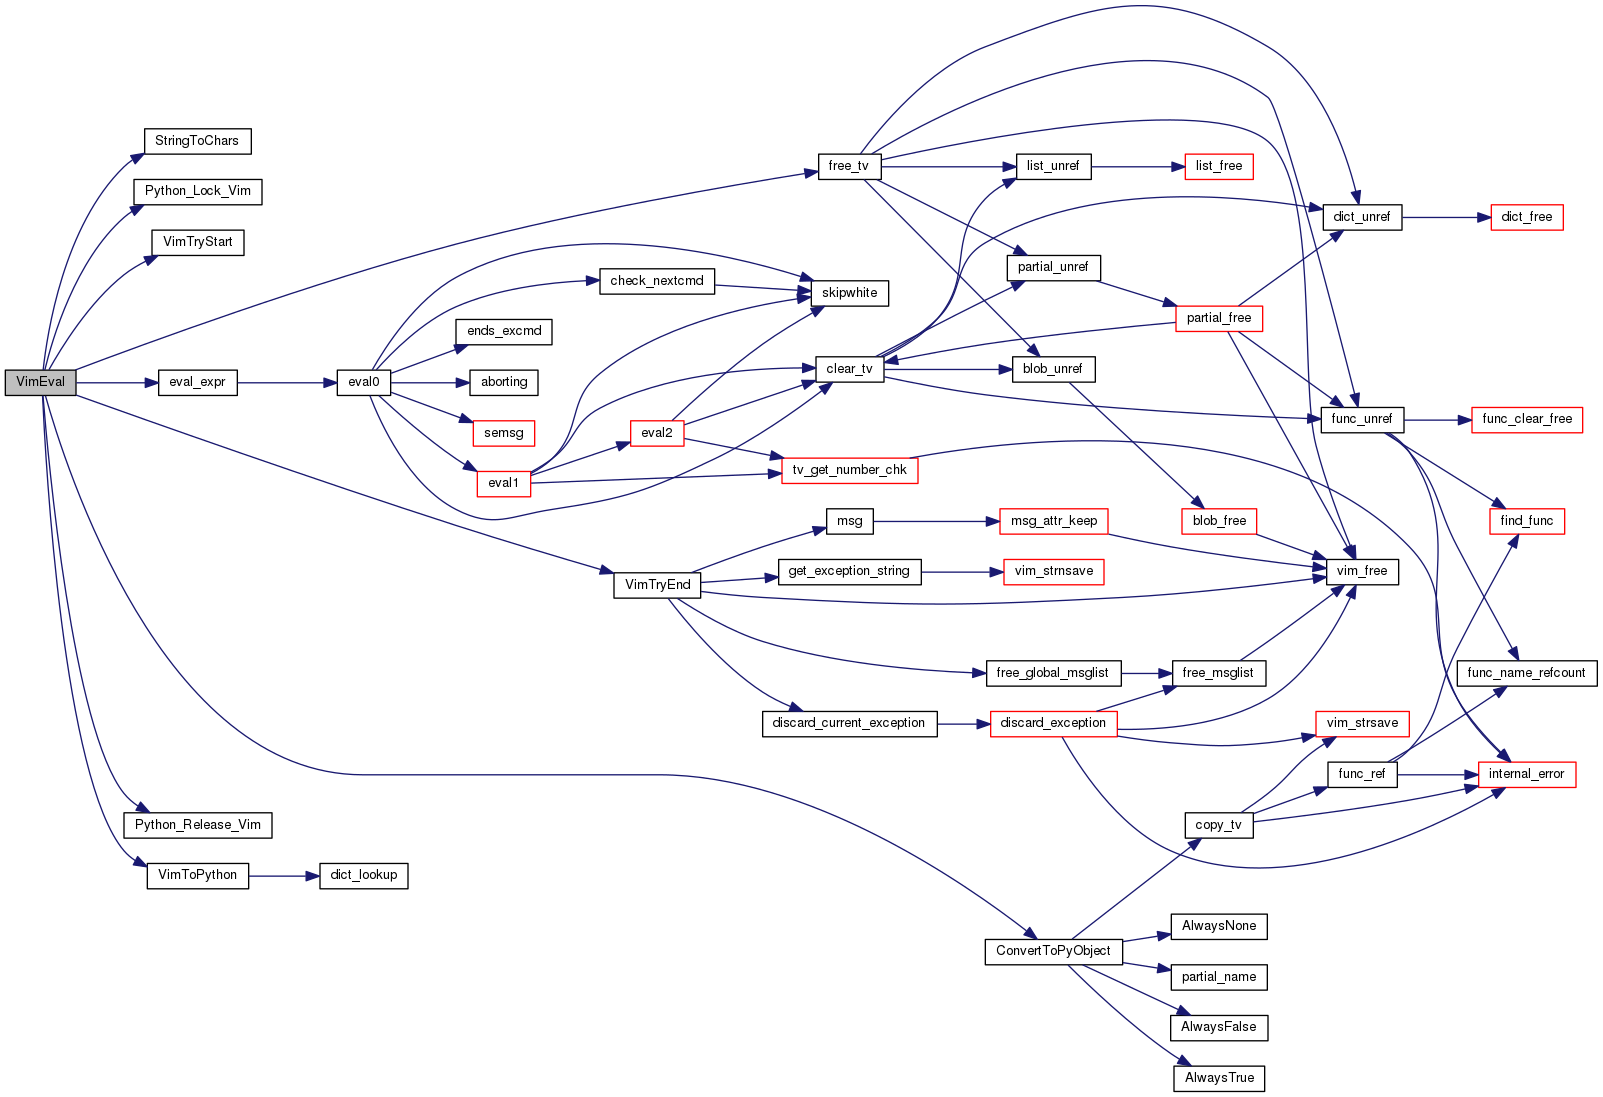 StringToChars
Python_Lock_Vim
VimTryStart
VimEval
eval_expr
Python_Release_Vim
VimToPython
dict_lookup
eval0
check_nextcmd
ends_excmd
aborting
semsg
eval1
eval2
VimTryEnd
free_tv
skipwhite
clear_tv
tv_get_number_chk
msg
get_exception_string
discard_current_exception
list_unref
partial_unref
blob_unref
msg_attr_keep
vim_strnsave
free_global_msglist
discard_exception
ConvertToPyObject
list_free
partial_free
blob_free
free_msglist
copy_tv
AlwaysNone
partial_name
AlwaysFalse
AlwaysTrue
dict_unref
func_unref
vim_free
vim_strsave
func_ref
dict_free
func_clear_free
find_func
func_name_refcount
internal_error